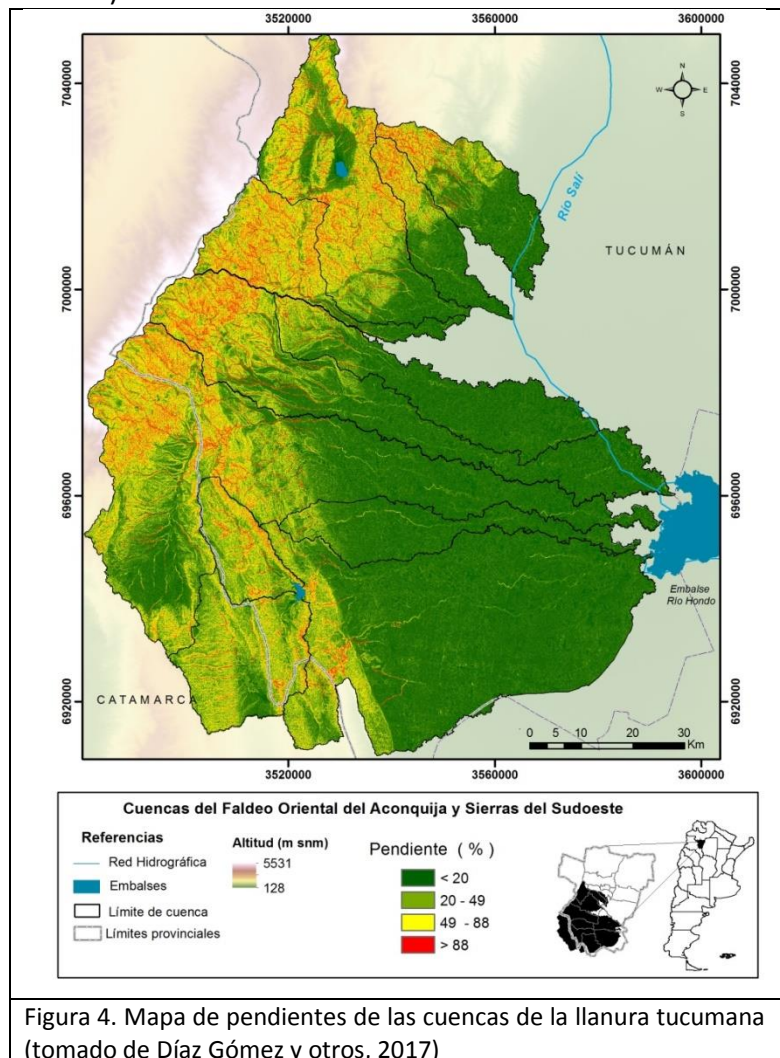 3520000 3560000 3600000
7040000 7040000
N
W E
S
Río Salí
TUCUMÁN
7000000 7000000
6960000 6960000
Embalse
Río Hondo
CATAMARCA
6920000 6920000
0 5 10 20 30
Km
3520000 3560000 3600000
Cuencas del Faldeo Oriental del Aconquija y Sierras del Sudoeste
Referencias
Red Hidrográfica
Embalses
Límite de cuenca
Límites provinciales
Altitud (m snm)
5531
128
Pendiente ( % )
< 20
20 - 49
49 - 88
> 88
Figura 4. Mapa de pendientes de las cuencas de la llanura tucumana
(tomado de Díaz Gómez y otros, 2017)